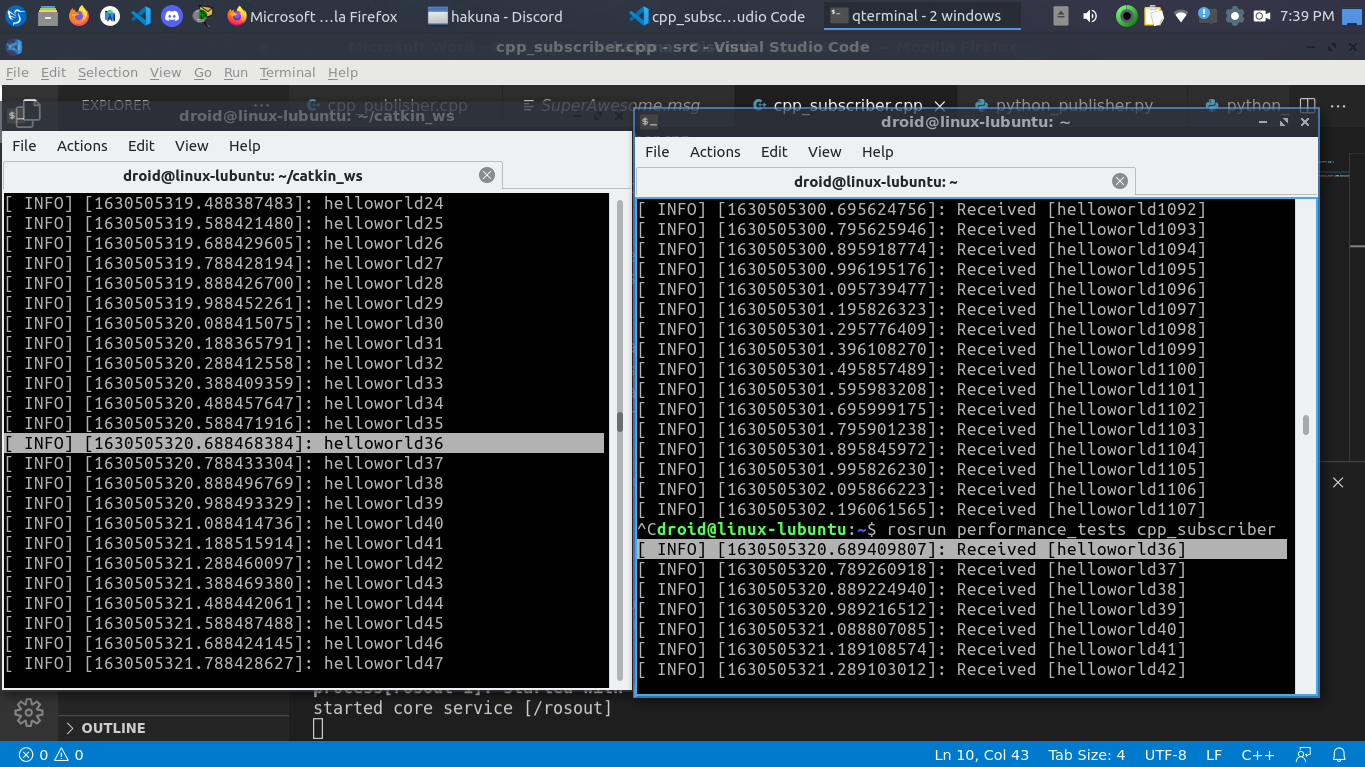 Microsoft ...la Firefox
hakuna - Discord
cpp_subsc...udio Code
qterminal - 2 windows
7:39 PM
cpp_subscriber.cpp - src - Visual Studio Code
File Edit Selection View Go Run Terminal Help
EXPLORER ...
cpp_publisher.cpp
SuperAwesome.msg
cpp_subscriber.cpp
python_publisher.py
python
droid@linux-lubuntu: ~/catkin_ws
File Actions Edit View Help
droid@linux-lubuntu: ~/catkin_ws
[ INFO] [1630505319.488387483]: helloworld24
[ INFO] [1630505319.588421480]: helloworld25
[ INFO] [1630505319.688429605]: helloworld26
[ INFO] [1630505319.788428194]: helloworld27
[ INFO] [1630505319.888426700]: helloworld28
[ INFO] [1630505319.988452261]: helloworld29
[ INFO] [1630505320.088415075]: helloworld30
[ INFO] [1630505320.188365791]: helloworld31
[ INFO] [1630505320.288412558]: helloworld32
[ INFO] [1630505320.388409359]: helloworld33
[ INFO] [1630505320.488457647]: helloworld34
[ INFO] [1630505320.588471916]: helloworld35
[ INFO] [1630505320.688468384]: helloworld36
[ INFO] [1630505320.788433304]: helloworld37
[ INFO] [1630505320.888496769]: helloworld38
[ INFO] [1630505320.988493329]: helloworld39
[ INFO] [1630505321.088414736]: helloworld40
[ INFO] [1630505321.188515914]: helloworld41
[ INFO] [1630505321.288460097]: helloworld42
[ INFO] [1630505321.388469380]: helloworld43
[ INFO] [1630505321.488442061]: helloworld44
[ INFO] [1630505321.588487488]: helloworld45
[ INFO] [1630505321.688424145]: helloworld46
[ INFO] [1630505321.788428627]: helloworld47
droid@linux-lubuntu: ~
File Actions Edit View Help
droid@linux-lubuntu: ~
[ INFO] [1630505300.695624756]: Received [helloworld1092]
[ INFO] [1630505300.795625946]: Received [helloworld1093]
[ INFO] [1630505300.895918774]: Received [helloworld1094]
[ INFO] [1630505300.996195176]: Received [helloworld1095]
[ INFO] [1630505301.095739477]: Received [helloworld1096]
[ INFO] [1630505301.195826323]: Received [helloworld1097]
[ INFO] [1630505301.295776409]: Received [helloworld1098]
[ INFO] [1630505301.396108270]: Received [helloworld1099]
[ INFO] [1630505301.495857489]: Received [helloworld1100]
[ INFO] [1630505301.595983208]: Received [helloworld1101]
[ INFO] [1630505301.695999175]: Received [helloworld1102]
[ INFO] [1630505301.795901238]: Received [helloworld1103]
[ INFO] [1630505301.895845972]: Received [helloworld1104]
[ INFO] [1630505301.995826230]: Received [helloworld1105]
[ INFO] [1630505302.095866223]: Received [helloworld1106]
[ INFO] [1630505302.196061565]: Received [helloworld1107]
^Cdroid@linux-lubuntu:~$ rosrun performance_tests cpp_subscriber
[ INFO] [1630505320.689409807]: Received [helloworld36]
[ INFO] [1630505320.789260918]: Received [helloworld37]
[ INFO] [1630505320.889224940]: Received [helloworld38]
[ INFO] [1630505320.989216512]: Received [helloworld39]
[ INFO] [1630505321.088807085]: Received [helloworld40]
[ INFO] [1630505321.189108574]: Received [helloworld41]
[ INFO] [1630505321.289103012]: Received [helloworld42]
process[rosout-1]: started with
started core service [/rosout]
OUTLINE
0 0
Ln 10, Col 43 Tab Size: 4 UTF-8 LF C++